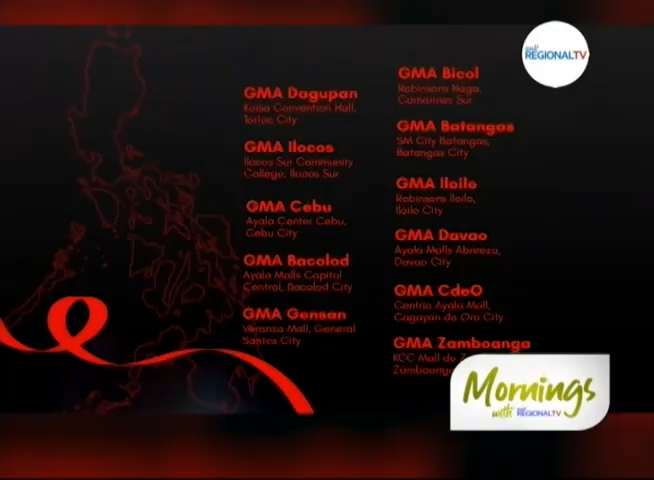 GMA Dagupan
Kaisa Convention Hall,
Tarlac City
GMA Ilocos
Ilocos Sur Community
College, Ilocos Sur
GMA Cebu
Ayala Center Cebu,
Cebu City
GMA Bacolod
Ayala Malls Capitol
Central, Bacolod City
GMA Gensan
Veranza Mall, General
Santos City
GMA Bicol
Robinsons Naga,
Camarines Sur
GMA Batangas
SM City Batangas,
Batangas City
GMA Iloilo
Robinsons Iloilo,
Iloilo City
GMA Davao
Ayala Malls Abreeza,
Davao City
GMA CdeO
Centrio Ayala Mall,
Cagayan de Oro City
GMA Zamboanga
KCC Mall de
REGIONALTV
Mornings
with REGIONALTV